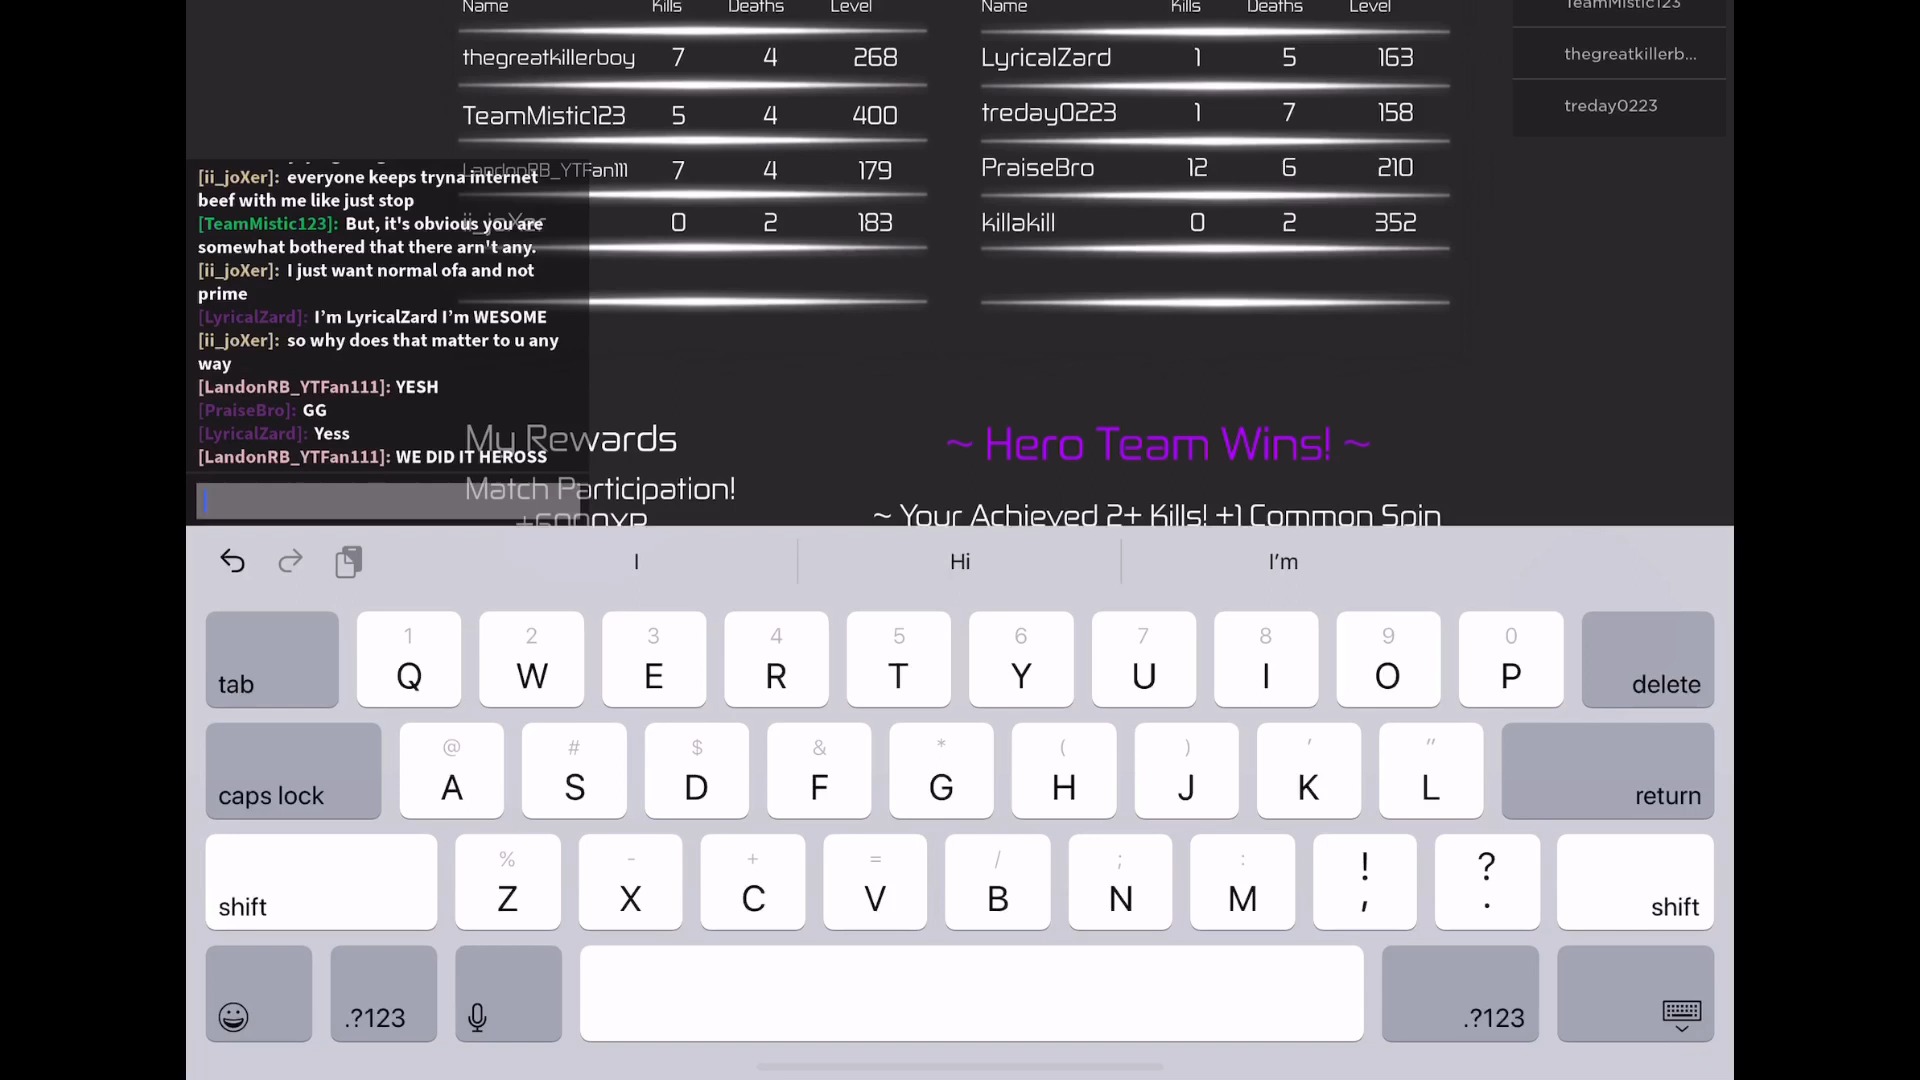 Name Kills Deaths Level
thegreatkillerboy 7 4 268
TeamMistic123 5 4 400
LandonRB_YTFan111 7 4 179
ii_joXer 0 2 183
Name Kills Deaths Level
LyricalZard 1 5 163
treday0223 1 7 158
PraiseBro 12 6 210
killakill 0 2 352
TeamMistic123
thegreatkillerb...
treday0223
[ii_joXer]: everyone keeps tryna internet
beef with me like just stop
[TeamMistic123]: But, it's obvious you are
somewhat bothered that there arn't any.
[ii_joXer]: I just want normal ofa and not
prime
[LyricalZard]: I'm LyricalZard I'm WESOME
[ii_joXer]: so why does that matter to u any
way
[LandonRB_YTFan111]: YESH
[PraiseBro]: GG
[LyricalZard]: Yess
[LandonRB_YTFan111]: WE DID IT HEROSS
My Rewards
Match Participation!
+6000XP
~ Hero Team Wins! ~
~ Your Achieved 2+ Kills! +1 Common Spin
I Hi I'm
1 2 3 4 5 6 7 8 9 0
tab Q W E R T Y U I O P delete
@ # $ & * ( ) ' "
caps lock A S D F G H J K L return
% - + = / ; : ! ?
shift Z X C V B N M , . shift
.?123 .?123